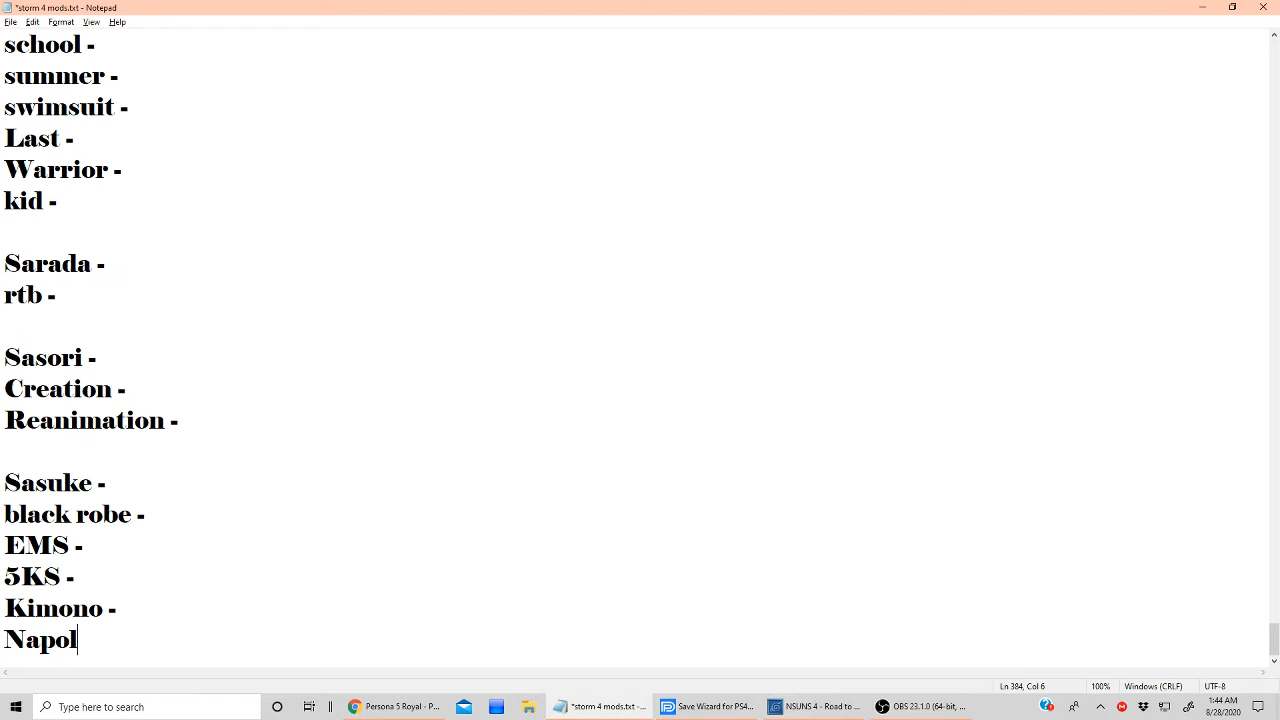 *storm 4 mods.txt - Notepad
File Edit Format View Help
school -
summer -
swimsuit -
Last -
Warrior -
kid -
Sarada -
rtb -
Sasori -
Creation -
Reanimation -
Sasuke -
black robe -
EMS -
5KS -
Kimono -
Napol
Ln 384, Col 6 100% Windows (CRLF) UTF-8
Type here to search Persona 5 Royal - P... *storm 4 mods.txt -... Save Wizard for PS4... NSUNS 4 - Road to ... OBS 23.1.0 (64-bit, ... 1:44 AM
8/28/2020